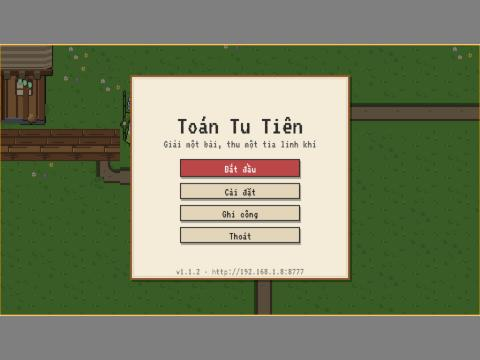 Toán Tu Tiên
Giải một bài, thu một tia linh khí
Bắt đầu
Cài đặt
Ghi công
Thoát
v1.1.2 - http://192.168.1.8:8777